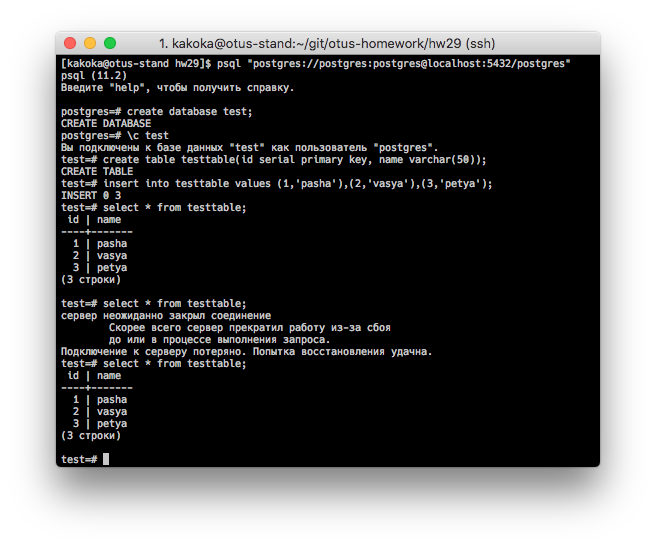 1. kakoka@otus-stand:~/git/otus-homework/hw29 (ssh)
[kakoka@otus-stand hw29]$ psql "postgres://postgres:postgres@localhost:5432/postgres"
psql (11.2)
Введите "help", чтобы получить справку.
postgres=# create database test;
CREATE DATABASE
postgres=# \c test
Вы подключены к базе данных "test" как пользователь "postgres".
test=# create table testtable(id serial primary key, name varchar(50));
CREATE TABLE
test=# insert into testtable values (1,'pasha'),(2,'vasya'),(3,'petya');
INSERT 0 3
test=# select * from testtable;
 id | name
----+-------
  1 | pasha
  2 | vasya
  3 | petya
(3 строки)
test=# select * from testtable;
сервер неожиданно закрыл соединение
        Скорее всего сервер прекратил работу из-за сбоя
        до или в процессе выполнения запроса.
Подключение к серверу потеряно. Попытка восстановления удачна.
test=# select * from testtable;
 id | name
----+-------
  1 | pasha
  2 | vasya
  3 | petya
(3 строки)
test=#